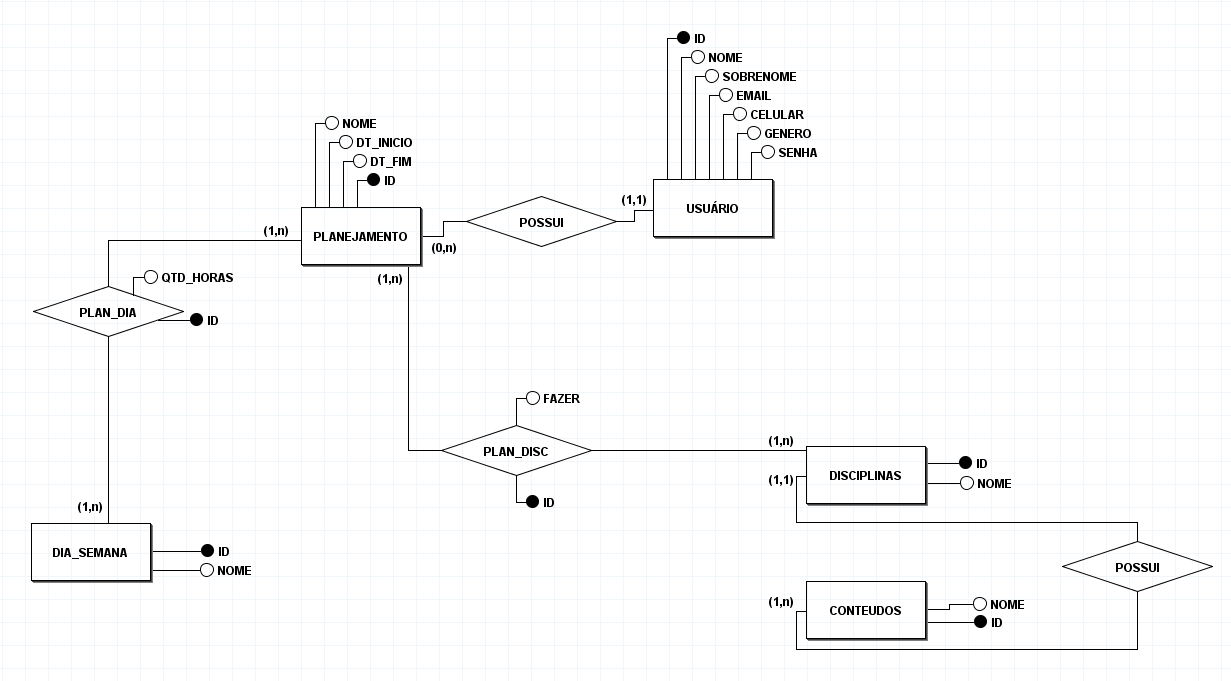 ID
NOME
SOBRENOME
EMAIL
CELULAR
GENERO
SENHA
USUÁRIO
(1,1)
POSSUI
(0,n)
NOME
DT_INICIO
DT_FIM
ID
PLANEJAMENTO
(1,n)
(1,n)
QTD_HORAS
PLAN_DIA
ID
(1,n)
DIA_SEMANA
ID
NOME
FAZER
PLAN_DISC
ID
(1,n)
(1,1)
DISCIPLINAS
ID
NOME
POSSUI
(1,n)
CONTEUDOS
NOME
ID